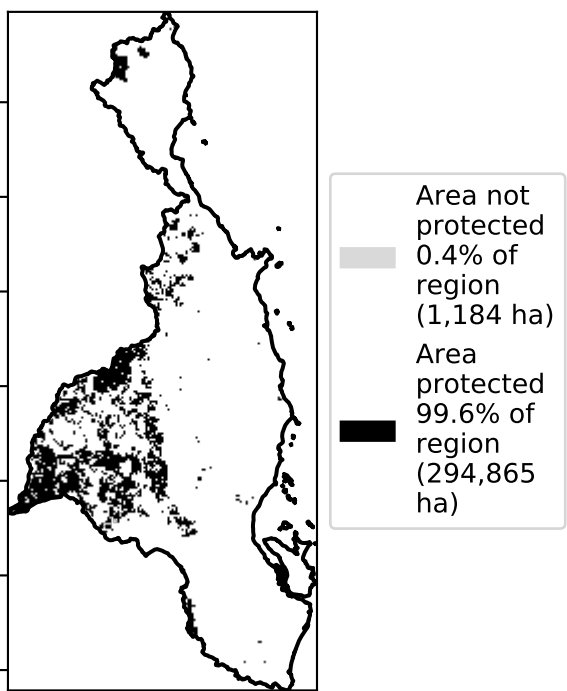 Area not
protected
0.4% of
region
(1,184 ha)
Area
protected
99.6% of
region
(294,865
ha)